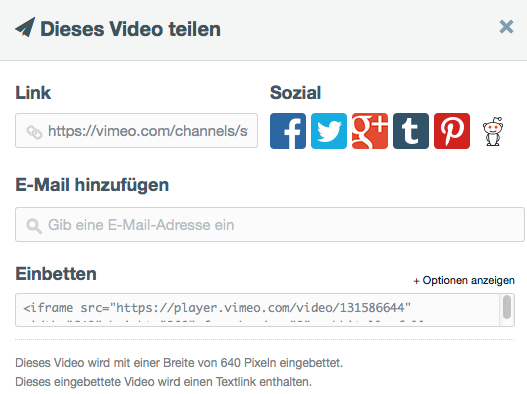 Dieses Video teilen
Link
Sozial
https://vimeo.com/channels/s
E-Mail hinzufügen
Gib eine E-Mail-Adresse ein
Einbetten
+ Optionen anzeigen
<iframe src="https://player.vimeo.com/video/131586644"
Dieses Video wird mit einer Breite von 640 Pixeln eingebettet.
Dieses eingebettete Video wird einen Textlink enthalten.